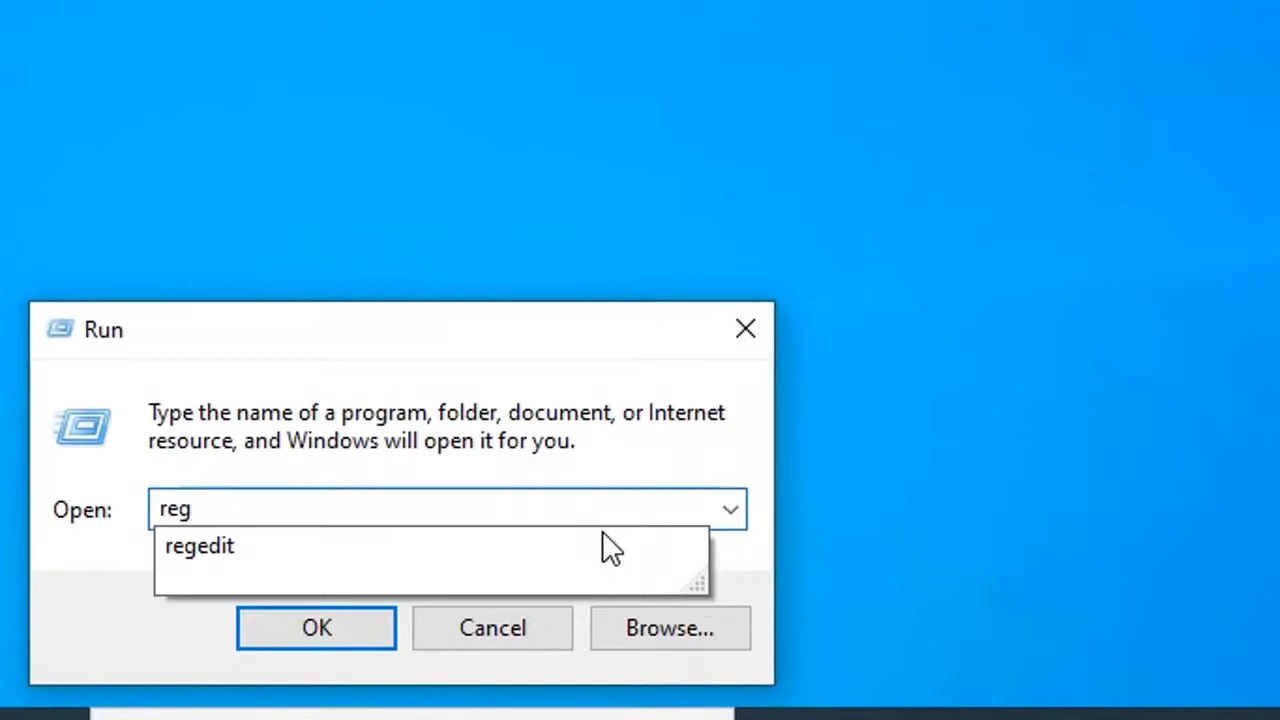 Run
Type the name of a program, folder, document, or Internet
resource, and Windows will open it for you.
Open: reg
regedit
OK Cancel Browse...